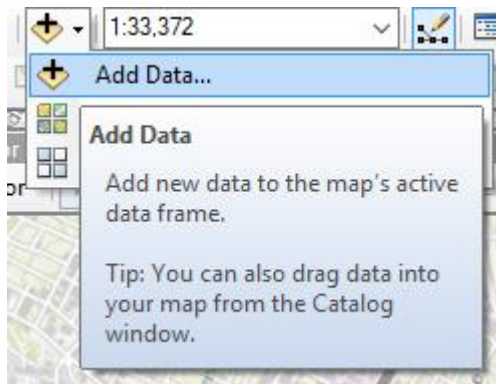 1:33,372
Add Data...
Add Data
Add new data to the map's active
data frame.
Tip: You can also drag data into
your map from the Catalog
window.